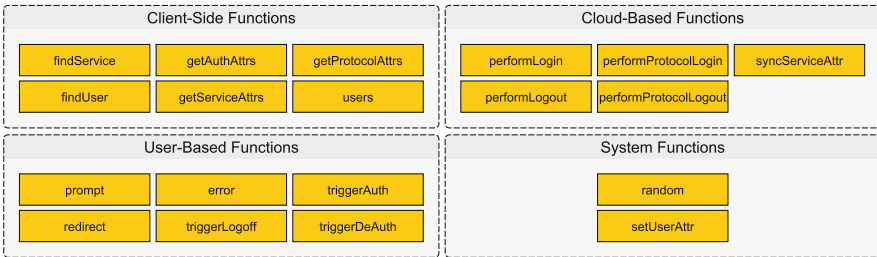 Client-Side Functions
findService
getAuthAttrs
getProtocolAttrs
findUser
getServiceAttrs
users
Cloud-Based Functions
performLogin
performProtocolLogin
syncServiceAttr
performLogout
performProtocolLogout
User-Based Functions
prompt
error
triggerAuth
redirect
triggerLogoff
triggerDeAuth
System Functions
random
setUserAttr